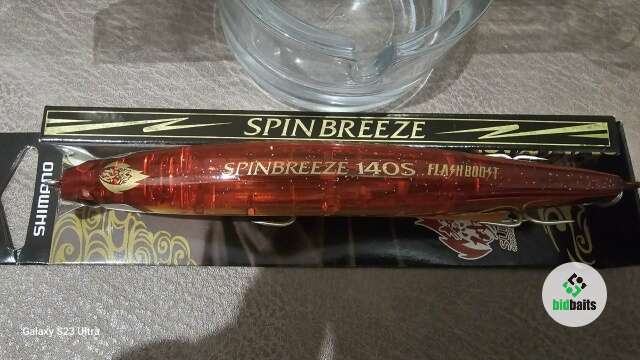 SPINBREEZE
SHIMANO
SPINBREEZE 140S FLASHBOOST
bidbaits
Galaxy S23 Ultra